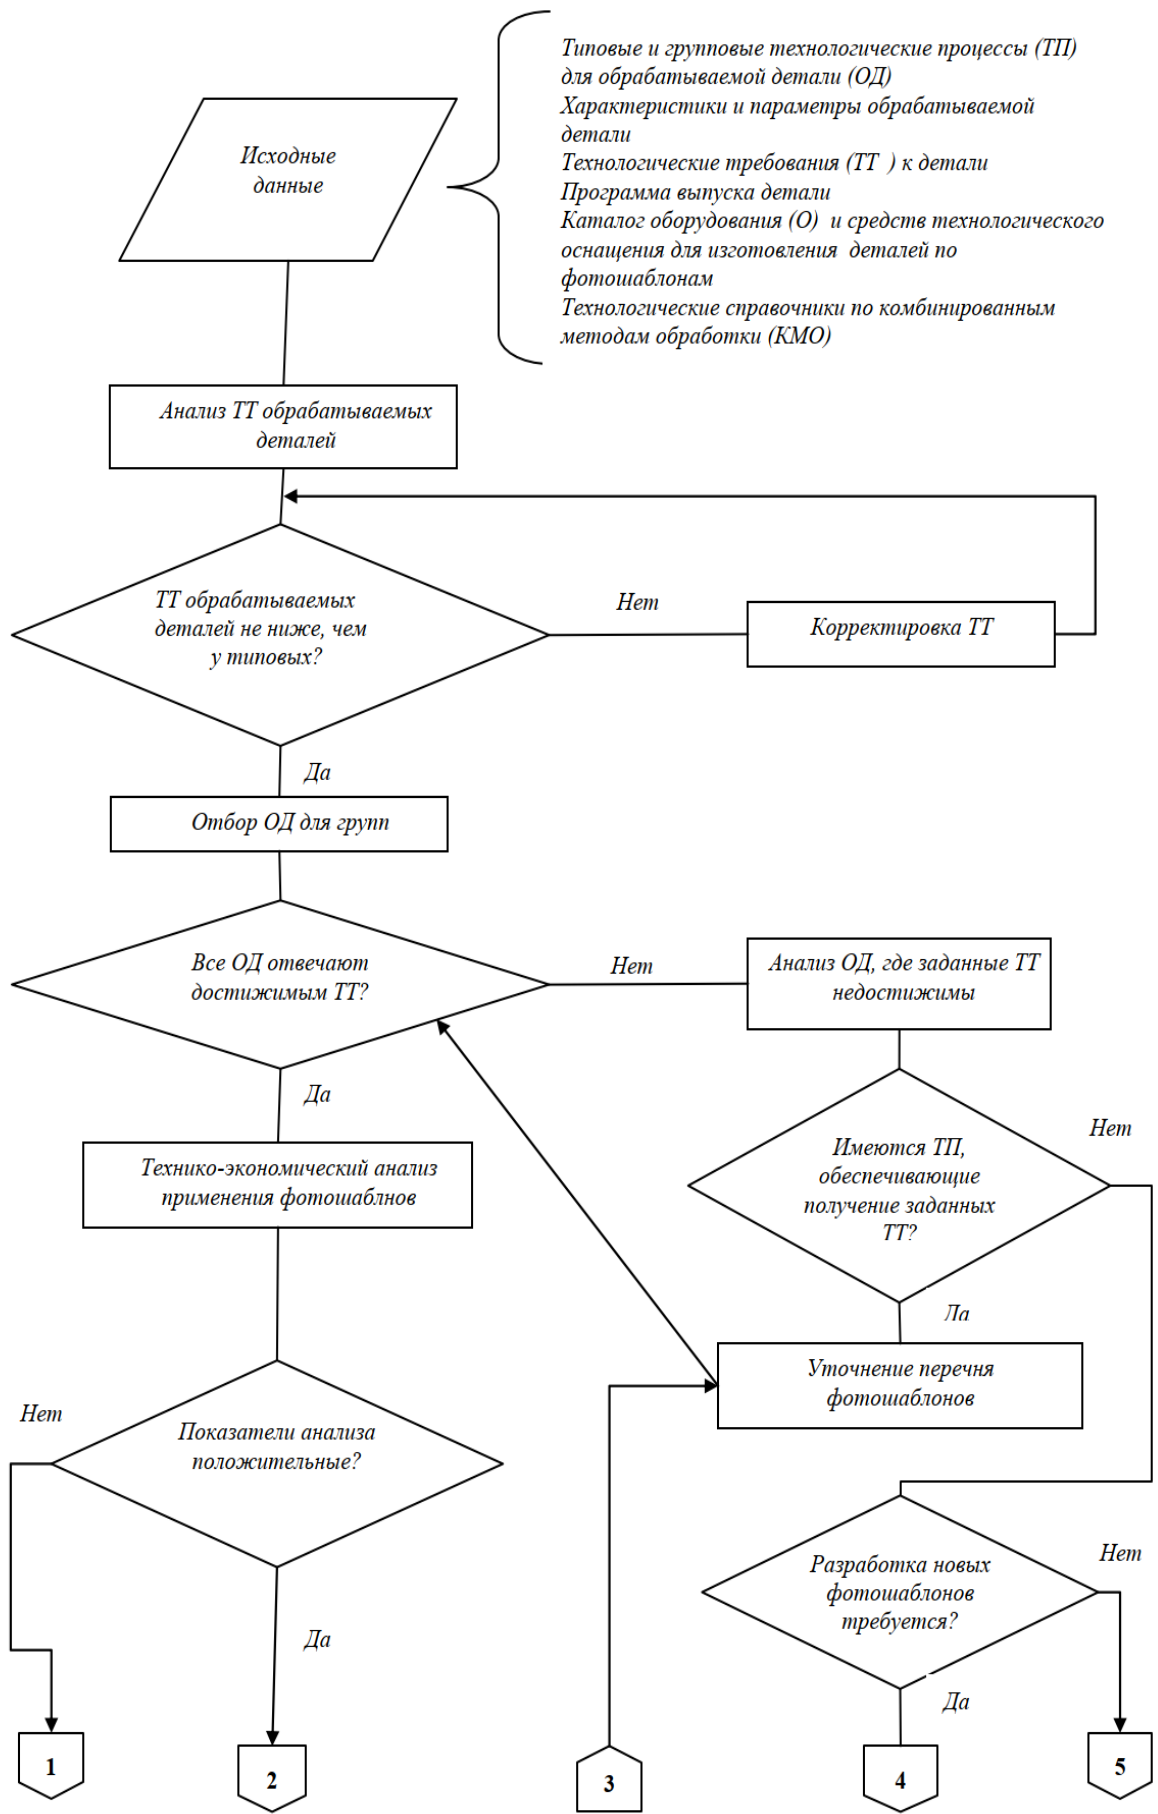 Типовые и групповые технологические процессы (ТП)
для обрабатываемой детали (ОД)
Характеристики и параметры обрабатываемой
детали
Технологические требования (ТТ  ) к детали
Программа выпуска детали
Каталог оборудования (О)  и средств технологического
оснащения для изготовления  деталей по
фотошаблонам
Технологические справочники по комбинированным
методам обработки (КМО)
Исходные
данные
Анализ ТТ обрабатываемых
деталей
ТТ обрабатываемых
деталей не ниже, чем
у типовых?
Нет
Корректировка ТТ
Да
Отбор ОД для групп
Все ОД отвечают
достижимым ТТ?
Нет
Анализ ОД, где заданные ТТ
недостижимы
Да
Имеются ТП,
обеспечивающие
получение заданных
ТТ?
Нет
Технико-экономический анализ
применения фотошаблнов
Да
Уточнение перечня
фотошаблонов
Нет
Показатели анализа
положительные?
Разработка новых
фотошаблонов
требуется?
Нет
Да
Да
1
2
3
4
5